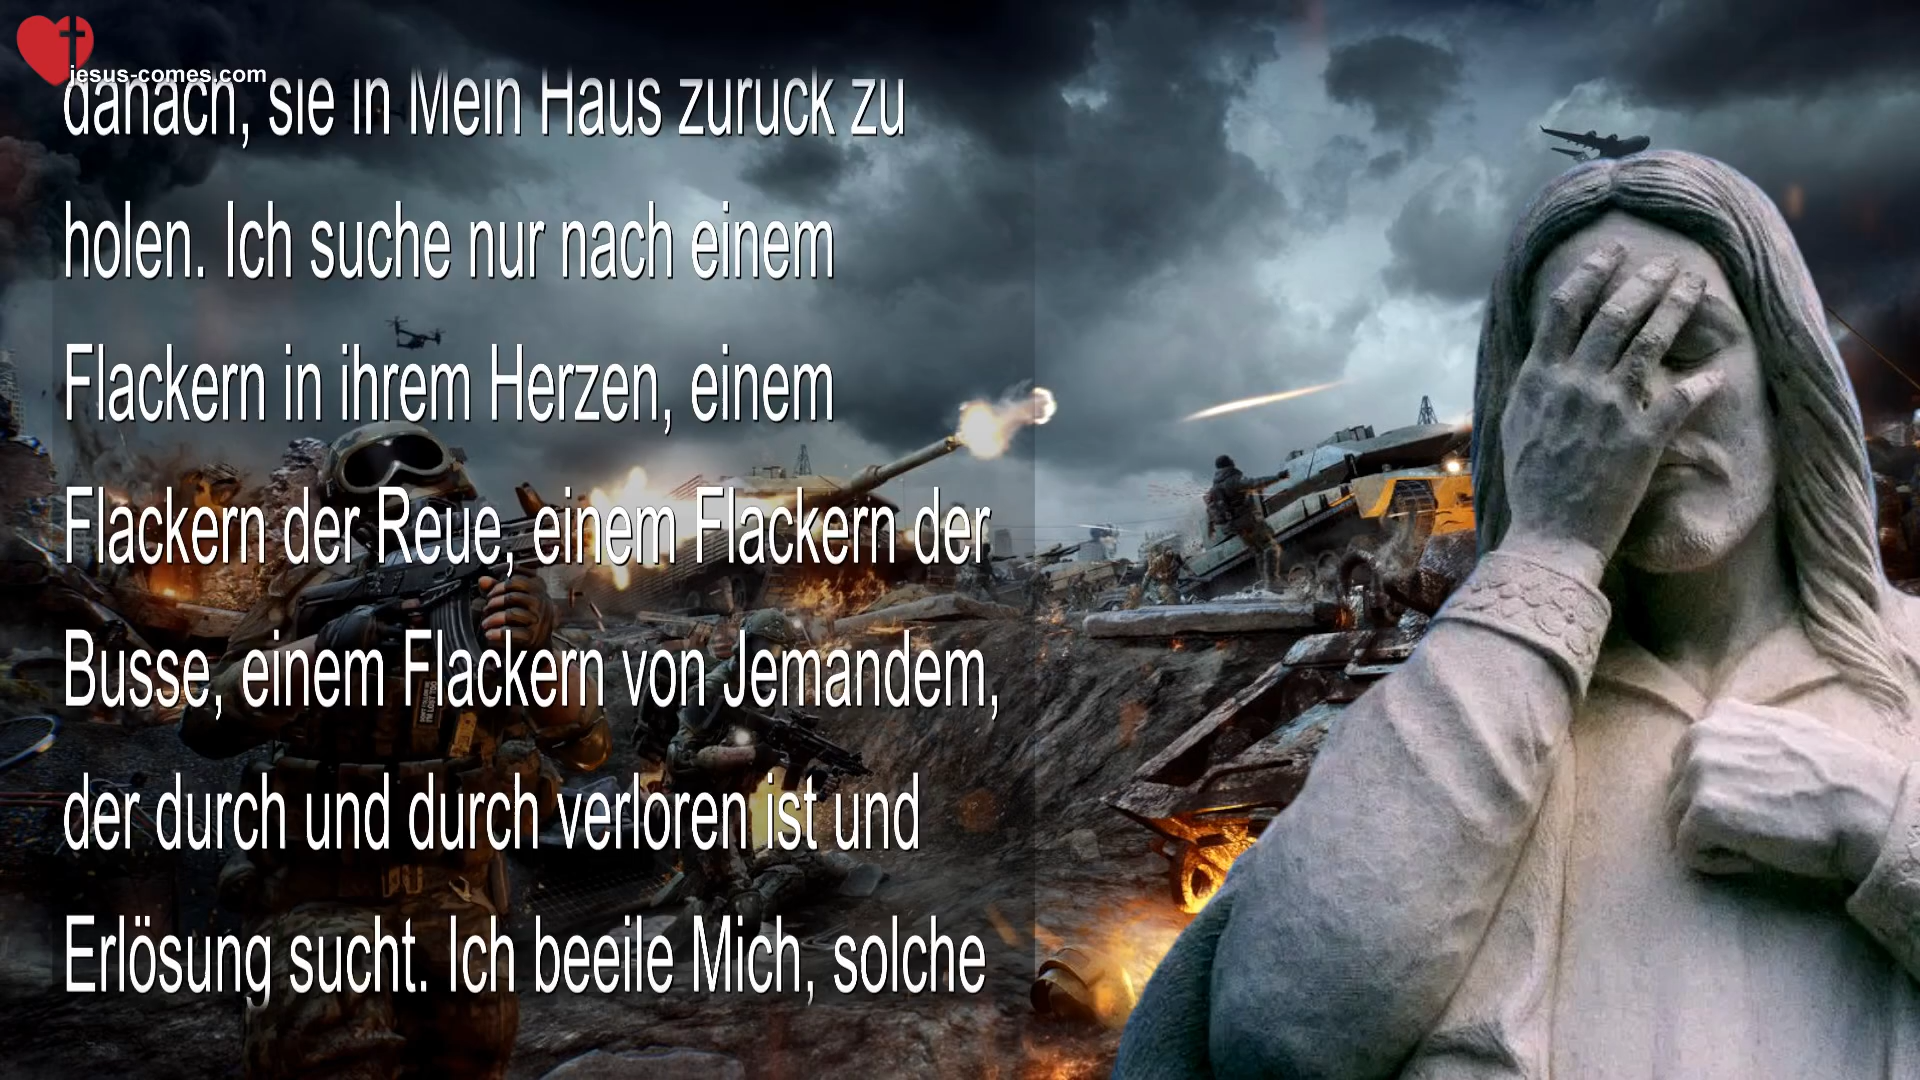 jesus-comes.com
danach, sie in Mein Haus zurück zu
holen. Ich suche nur nach einem
Flackern in ihrem Herzen, einem
Flackern der Reue, einem Flackern der
Busse, einem Flackern von Jemandem,
der durch und durch verloren ist und
Erlösung sucht. Ich beeile Mich, solche